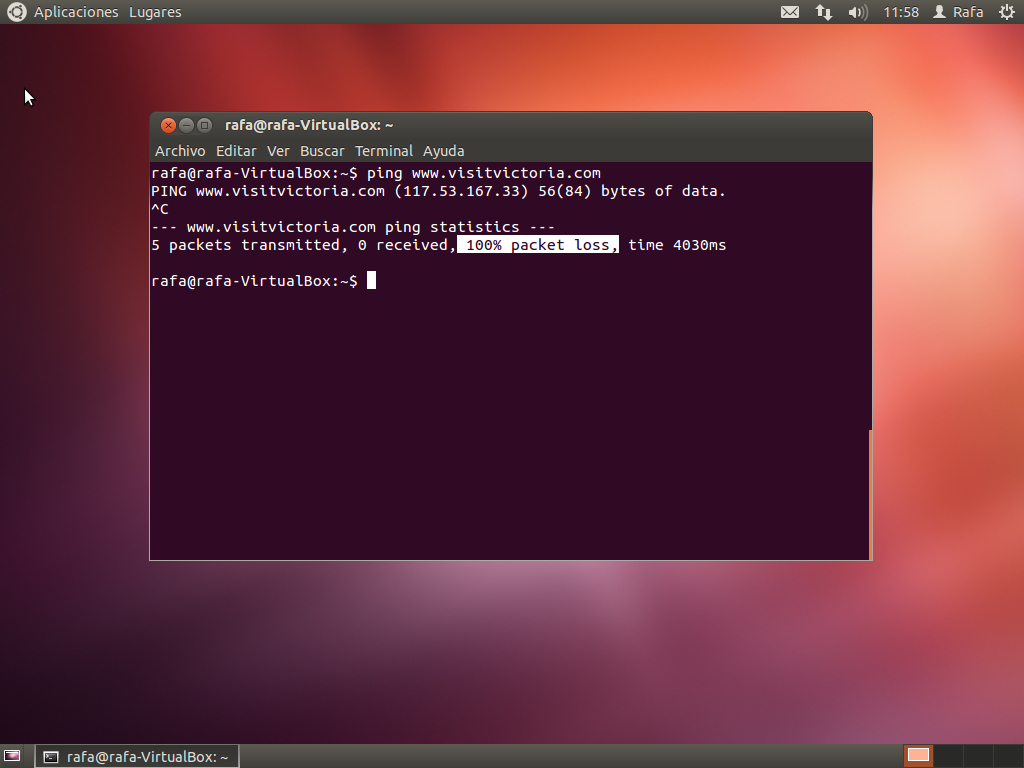 Aplicaciones Lugares 11:58 Rafa
rafa@rafa-VirtualBox: ~
Archivo Editar Ver Buscar Terminal Ayuda
rafa@rafa-VirtualBox:~$ ping www.visitvictoria.com
PING www.visitvictoria.com (117.53.167.33) 56(84) bytes of data.
^C
--- www.visitvictoria.com ping statistics ---
5 packets transmitted, 0 received, 100% packet loss, time 4030ms
rafa@rafa-VirtualBox:~$
rafa@rafa-VirtualBox: ~